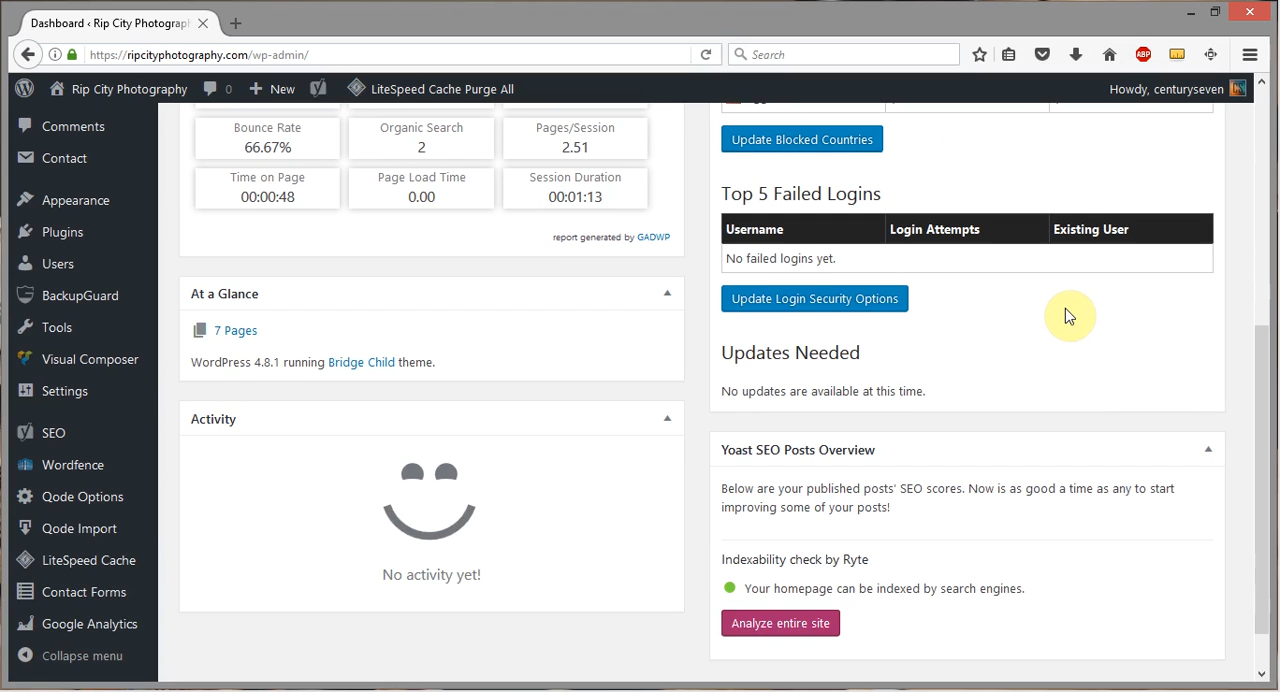 Dashboard ‹ Rip City Photograp
https://ripcityphotography.com/wp-admin/
Search
ABP
Rip City Photography
0
New
LiteSpeed Cache Purge All
Howdy, centuryseven
Comments
Contact
Appearance
Plugins
Users
BackupGuard
Tools
Visual Composer
Settings
SEO
Wordfence
Qode Options
Qode Import
LiteSpeed Cache
Contact Forms
Google Analytics
Collapse menu
Bounce Rate
66.67%
Organic Search
2
Pages/Session
2.51
Time on Page
00:00:48
Page Load Time
0.00
Session Duration
00:01:13
report generated by GADWP
At a Glance
7 Pages
WordPress 4.8.1 running Bridge Child theme.
Activity
No activity yet!
Update Blocked Countries
Top 5 Failed Logins
Username Login Attempts Existing User
No failed logins yet.
Update Login Security Options
Updates Needed
No updates are available at this time.
Yoast SEO Posts Overview
Below are your published posts' SEO scores. Now is as good a time as any to start
improving some of your posts!
Indexability check by Ryte
Your homepage can be indexed by search engines.
Analyze entire site